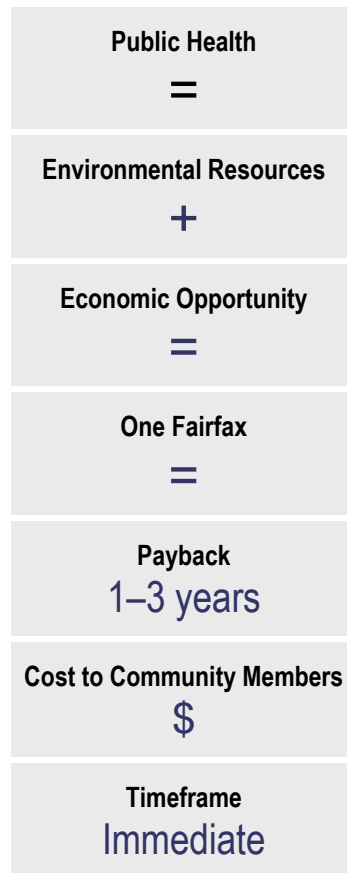 Public Health
=
Environmental Resources
+
Economic Opportunity
=
One Fairfax
=
Payback
1–3 years
Cost to Community Members
$
Timeframe
Immediate